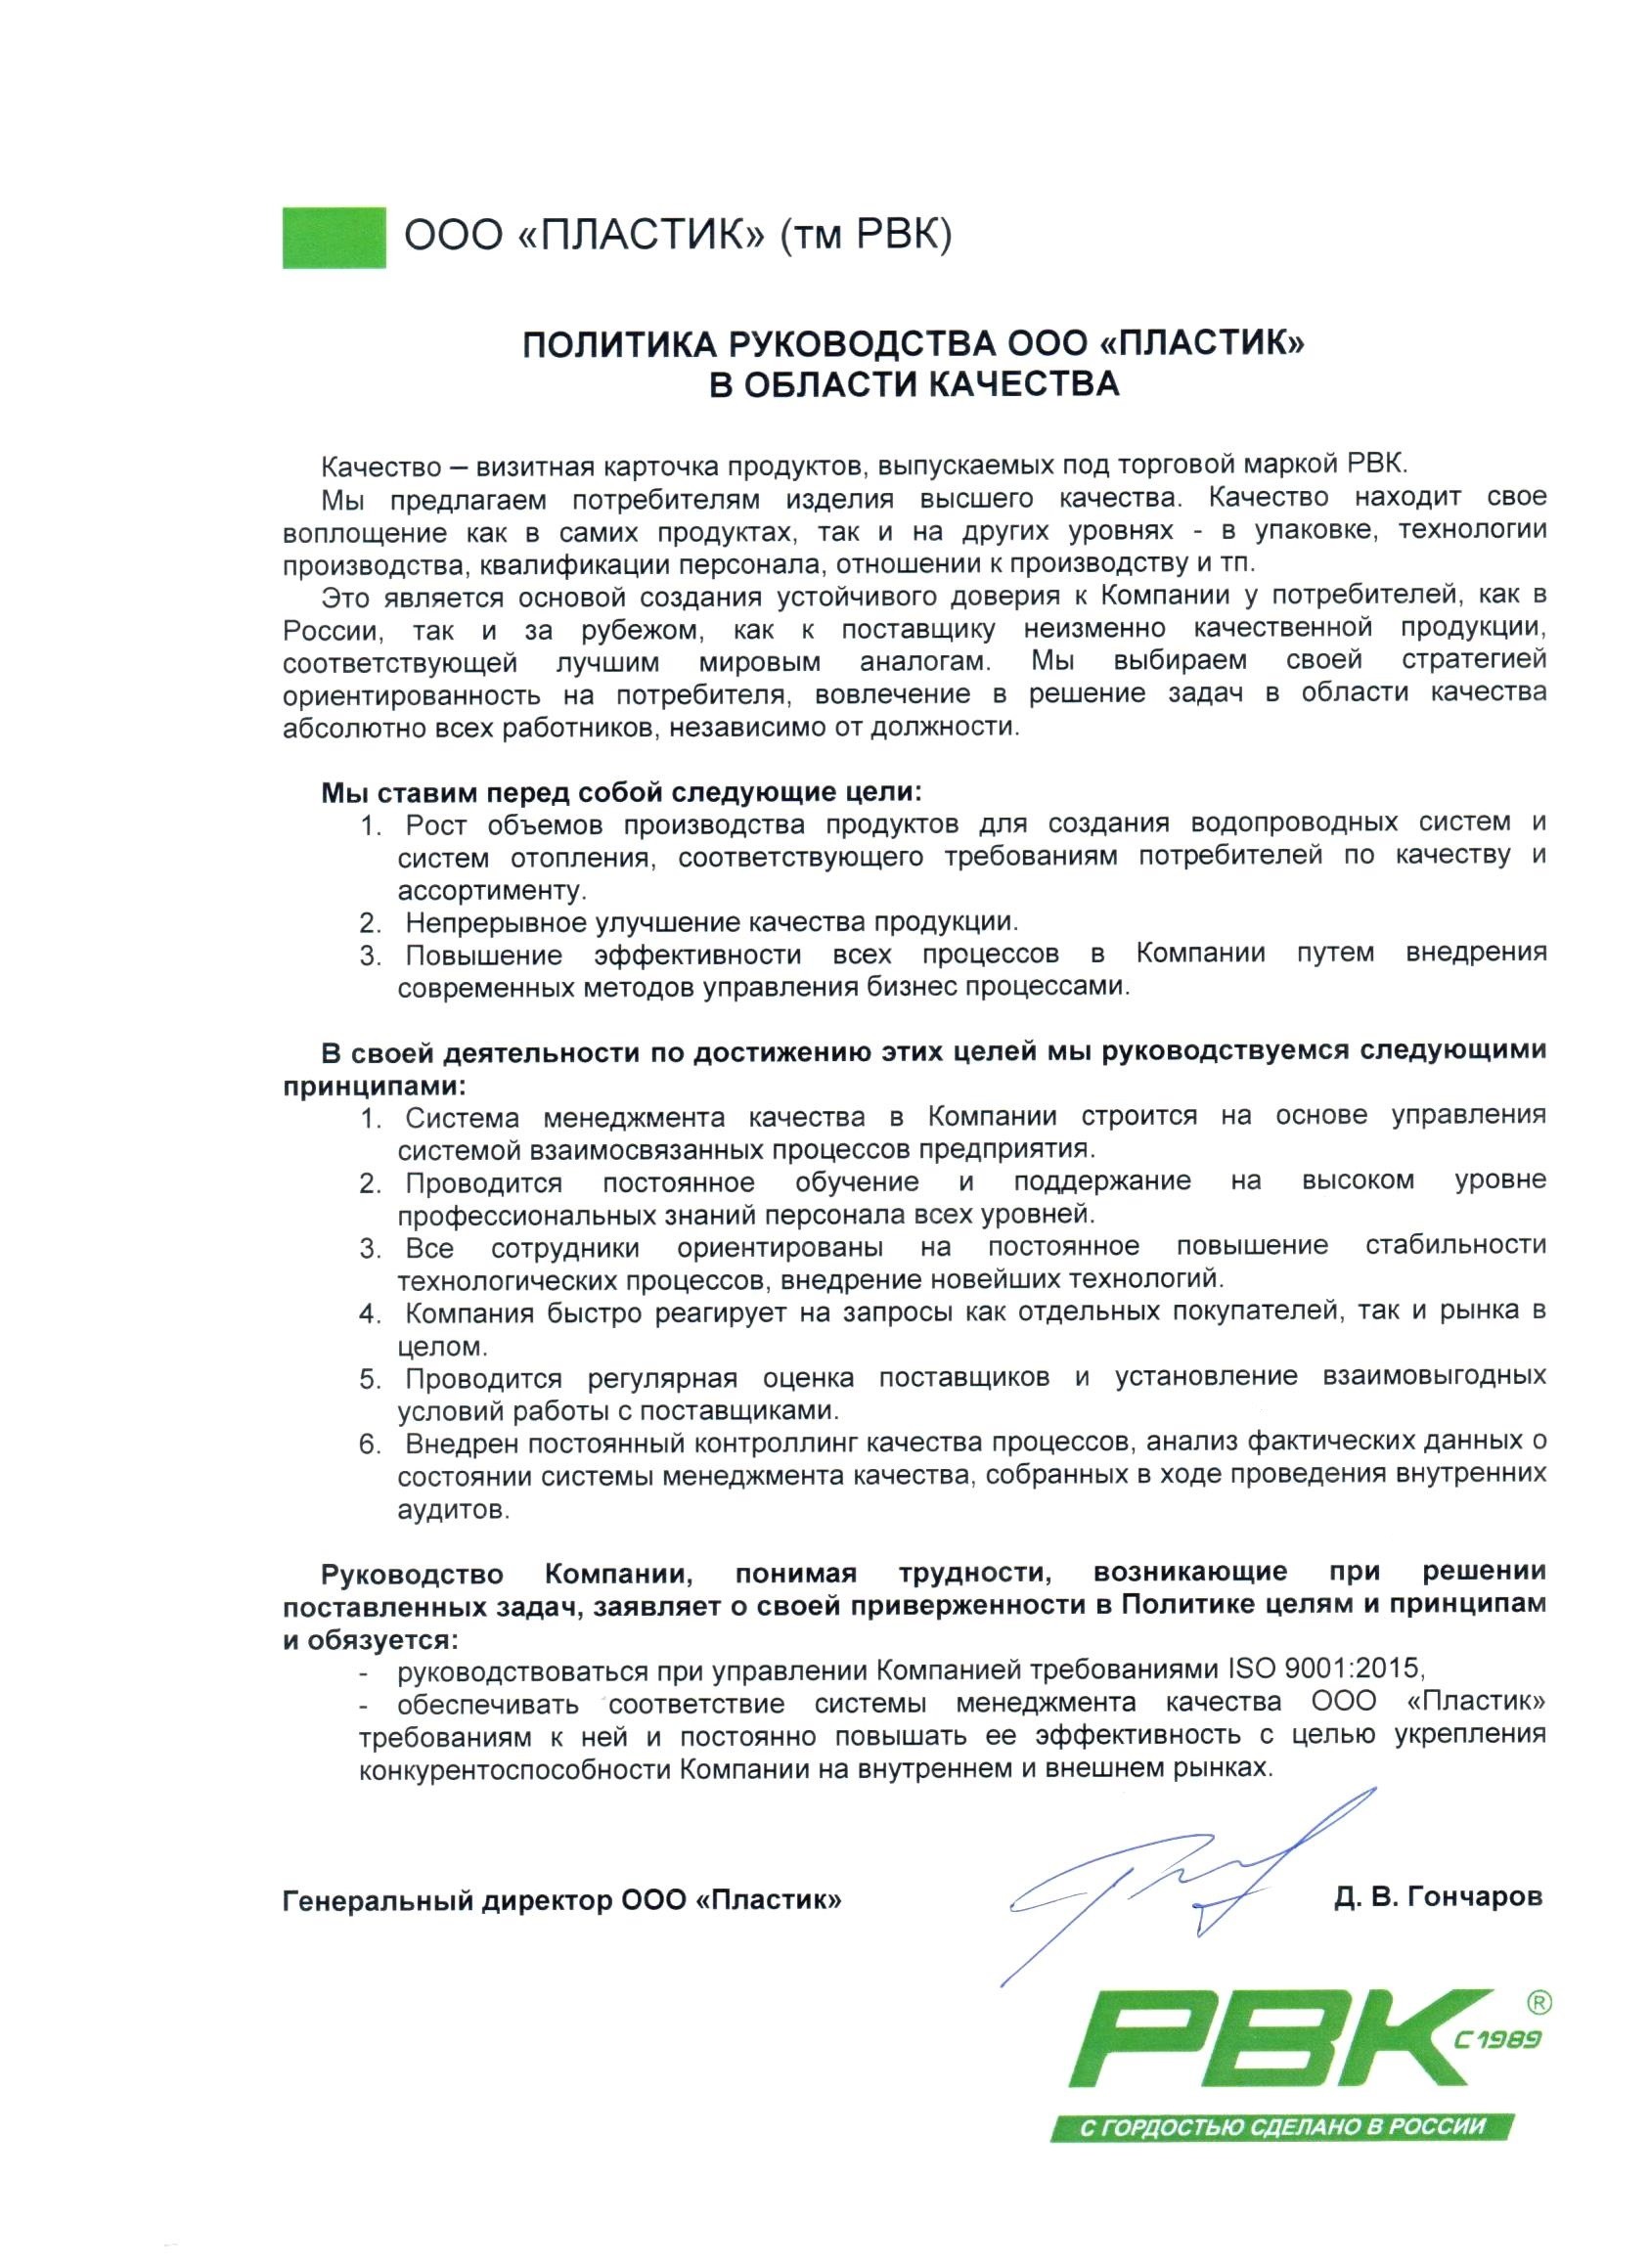 ООО «ПЛАСТИК» (тм РВК)
ПОЛИТИКА РУКОВОДСТВА ООО «ПЛАСТИК»
В ОБЛАСТИ КАЧЕСТВА
Качество – визитная карточка продуктов, выпускаемых под торговой маркой РВК.
Мы предлагаем потребителям изделия высшего качества. Качество находит свое
воплощение как в самих продуктах, так и на других уровнях - в упаковке, технологии
производства, квалификации персонала, отношении к производству и тп.
Это является основой создания устойчивого доверия к Компании у потребителей, как в
России, так и за рубежом, как к поставщику неизменно качественной продукции,
соответствующей лучшим мировым аналогам. Мы выбираем своей стратегией
ориентированность на потребителя, вовлечение в решение задач в области качества
абсолютно всех работников, независимо от должности.
Мы ставим перед собой следующие цели:
1. Рост объемов производства продуктов для создания водопроводных систем и
систем отопления, соответствующего требованиям потребителей по качеству и
ассортименту.
2. Непрерывное улучшение качества продукции.
3. Повышение эффективности всех процессов в Компании путем внедрения
современных методов управления бизнес процессами.
В своей деятельности по достижению этих целей мы руководствуемся следующими
принципами:
1. Система менеджмента качества в Компании строится на основе управления
системой взаимосвязанных процессов предприятия.
2. Проводится постоянное обучение и поддержание на высоком уровне
профессиональных знаний персонала всех уровней.
3. Все сотрудники ориентированы на постоянное повышение стабильности
технологических процессов, внедрение новейших технологий.
4. Компания быстро реагирует на запросы как отдельных покупателей, так и рынка в
целом.
5. Проводится регулярная оценка поставщиков и установление взаимовыгодных
условий работы с поставщиками.
6. Внедрен постоянный контроллинг качества процессов, анализ фактических данных о
состоянии системы менеджмента качества, собранных в ходе проведения внутренних
аудитов.
Руководство Компании, понимая трудности, возникающие при решении
поставленных задач, заявляет о своей приверженности в Политике целям и принципам
и обязуется:
- руководствоваться при управлении Компанией требованиями ISO 9001:2015,
- обеспечивать соответствие системы менеджмента качества ООО «Пластик»
требованиям к ней и постоянно повышать ее эффективность с целью укрепления
конкурентоспособности Компании на внутреннем и внешнем рынках.
Генеральный директор ООО «Пластик» Д. В. Гончаров
РВК ®
С 1989
С ГОРДОСТЬЮ СДЕЛАНО В РОССИИ